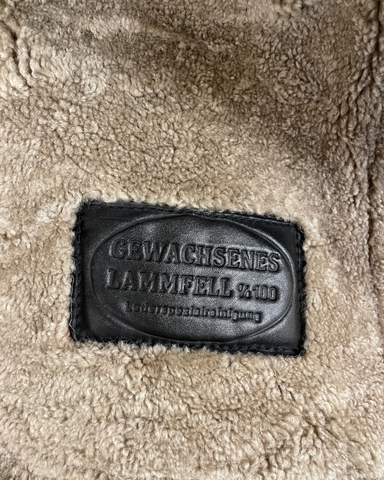 GEWACHSENES
LAMMFELL %100
Lederspezialreinigung